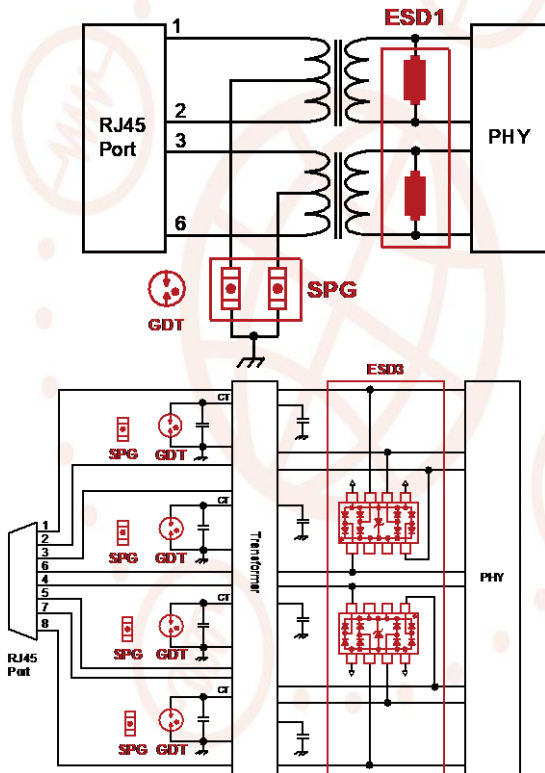 ESD1
1
2
RJ45
Port
3
6
PHY
SPG
GDT
ESD3
CT
SPG GDT
CT
SPG GDT
1
2
3
6
4
5
7
8
RJ45
Port
Transformer
PHY
CT
SPG GDT
CT
SPG GDT